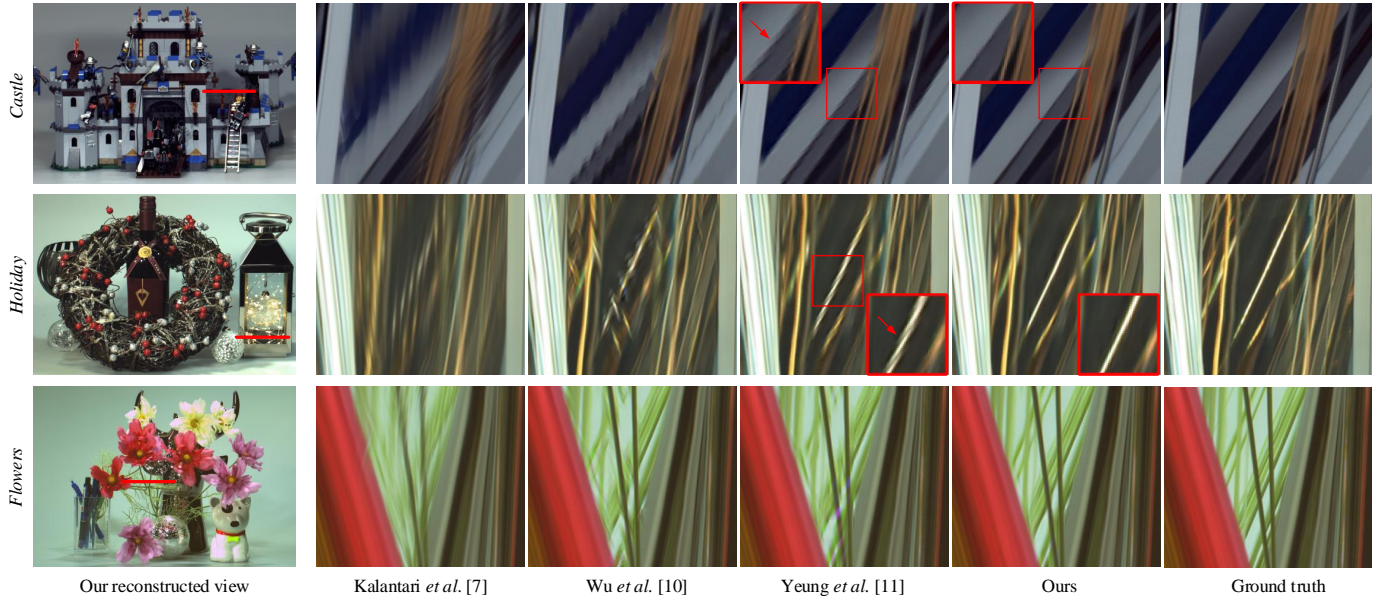 Castle
Holiday
Flowers
Our reconstructed view
Kalantari et al. [7]
Wu et al. [10]
Yeung et al. [11]
Ours
Ground truth